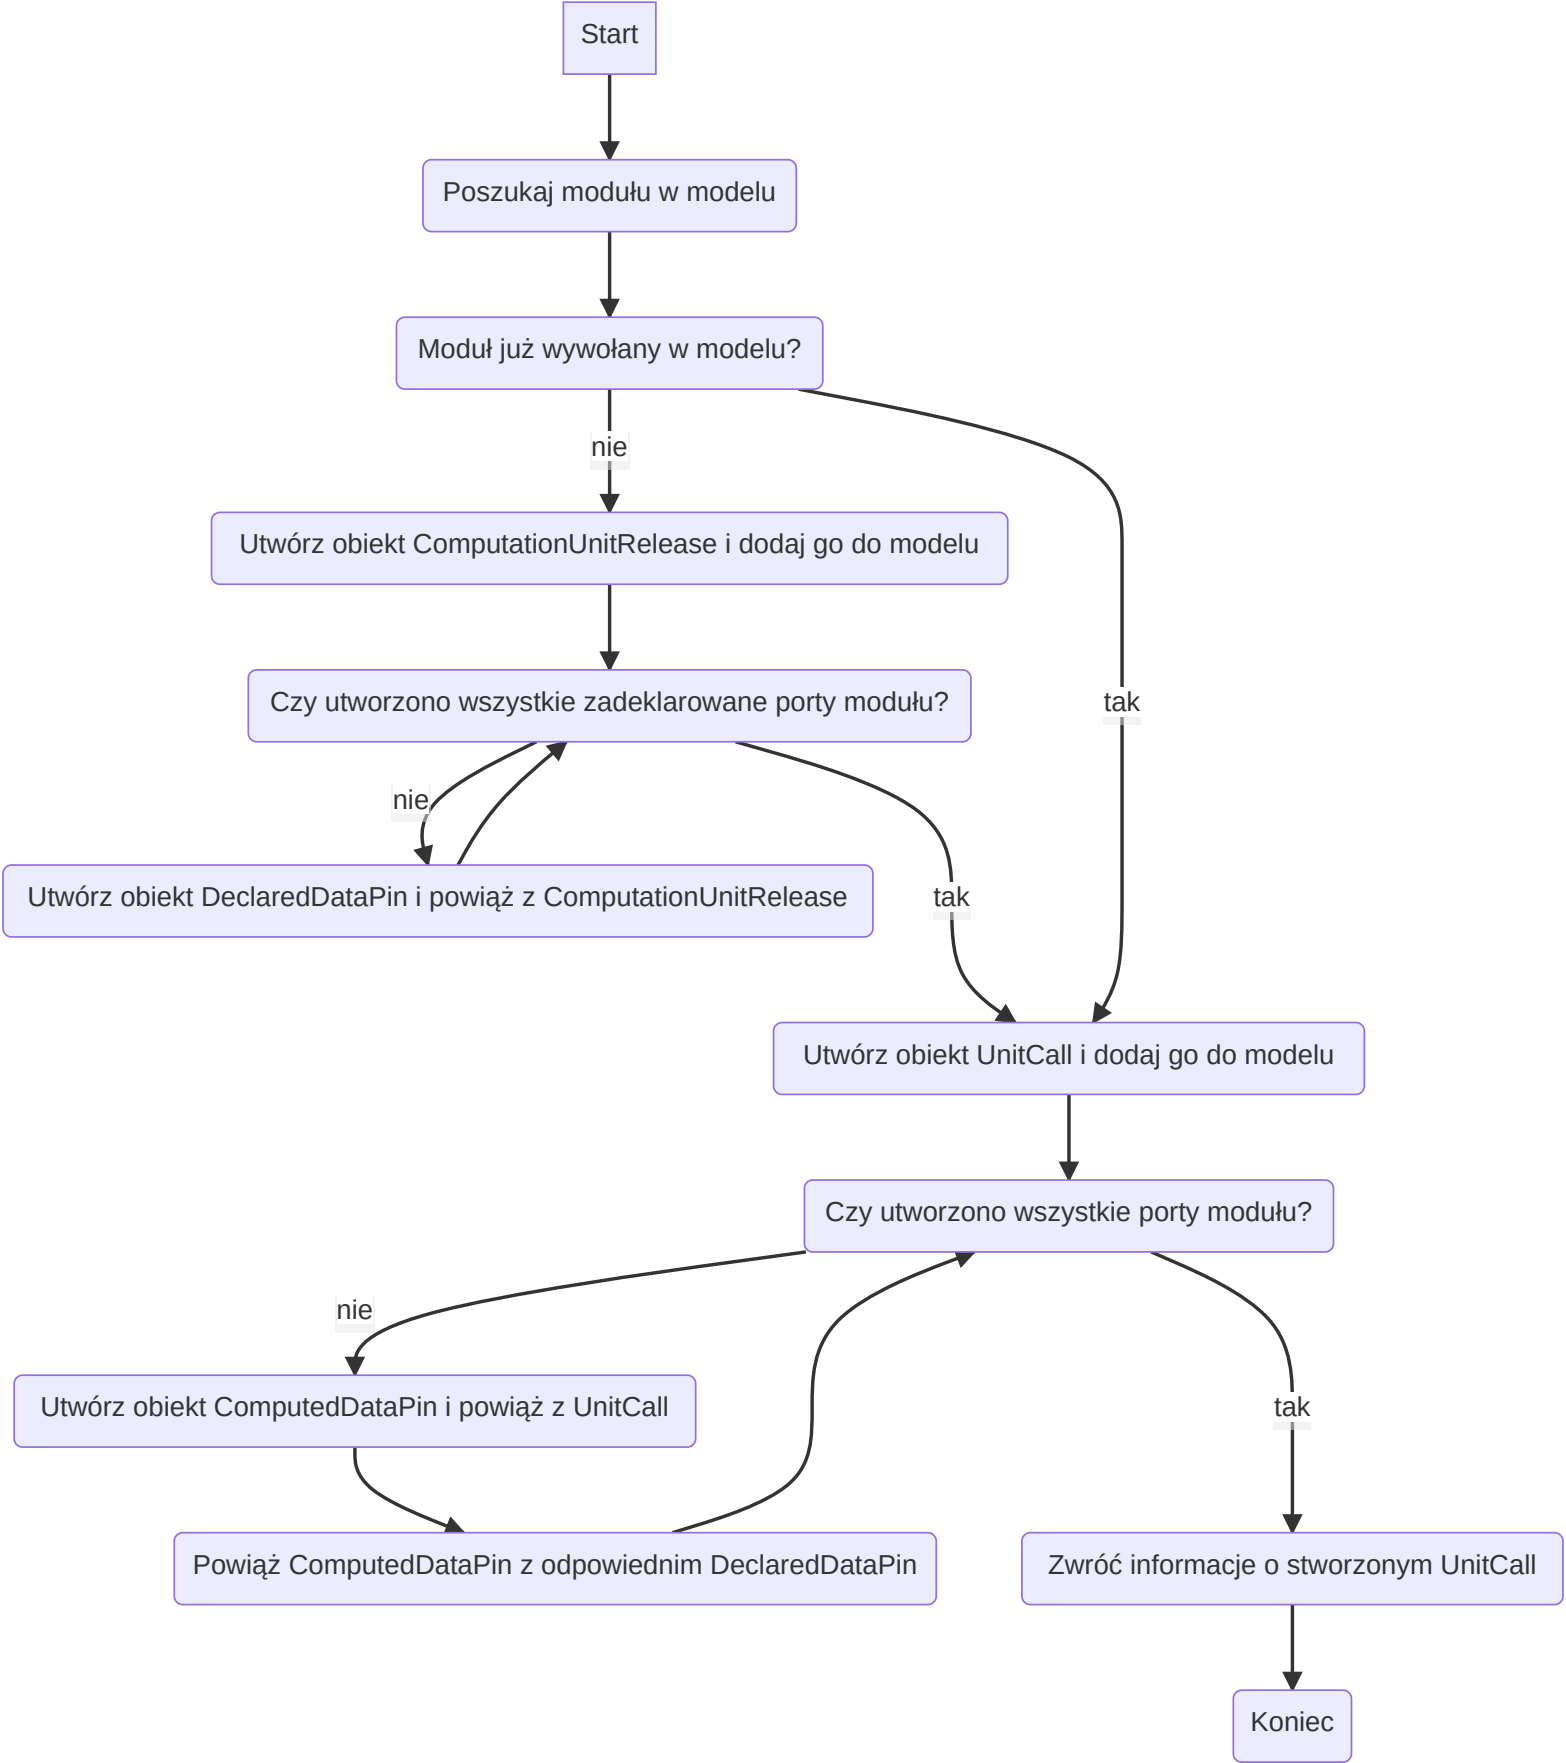 Start
Poszukaj modułu w modelu
Moduł już wywołany w modelu?
nie
Utwórz obiekt ComputationUnitRelease i dodaj go do modelu
Czy utworzono wszystkie zadeklarowane porty modułu?
tak
nie
Utwórz obiekt DeclaredDataPin i powiąż z ComputationUnitRelease
tak
Utwórz obiekt UnitCall i dodaj go do modelu
Czy utworzono wszystkie porty modułu?
nie
Utwórz obiekt ComputedDataPin i powiąż z UnitCall
tak
Powiąż ComputedDataPin z odpowiednim DeclaredDataPin
Zwróć informacje o stworzonym UnitCall
Koniec